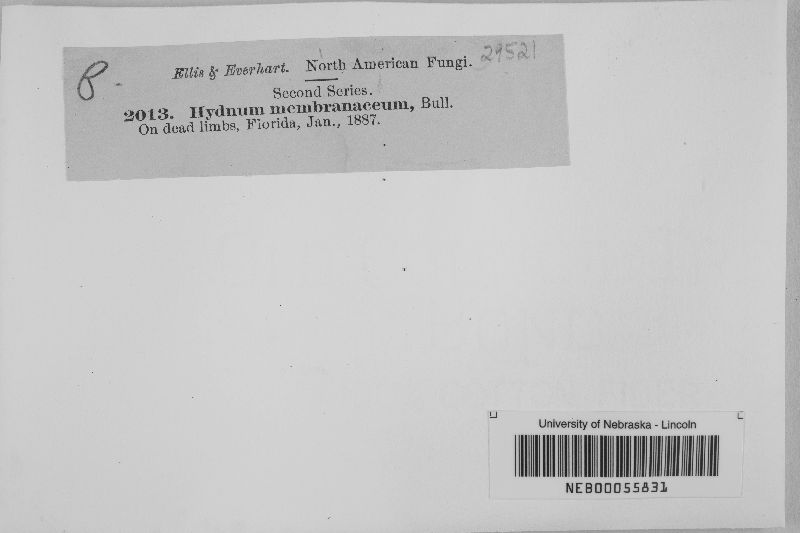 B -
Ellis & Everhart. North American Fungi. 29521
Second Series.
2013. Hydnum membranaceum, Bull.
On dead limbs, Florida, Jan., 1887.
University of Nebraska - Lincoln
NEB00055831